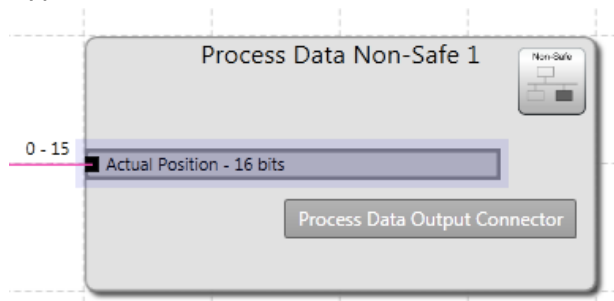 Process Data Non-Safe 1
Non-Safe
0 - 15
Actual Position - 16 bits
Process Data Output Connector